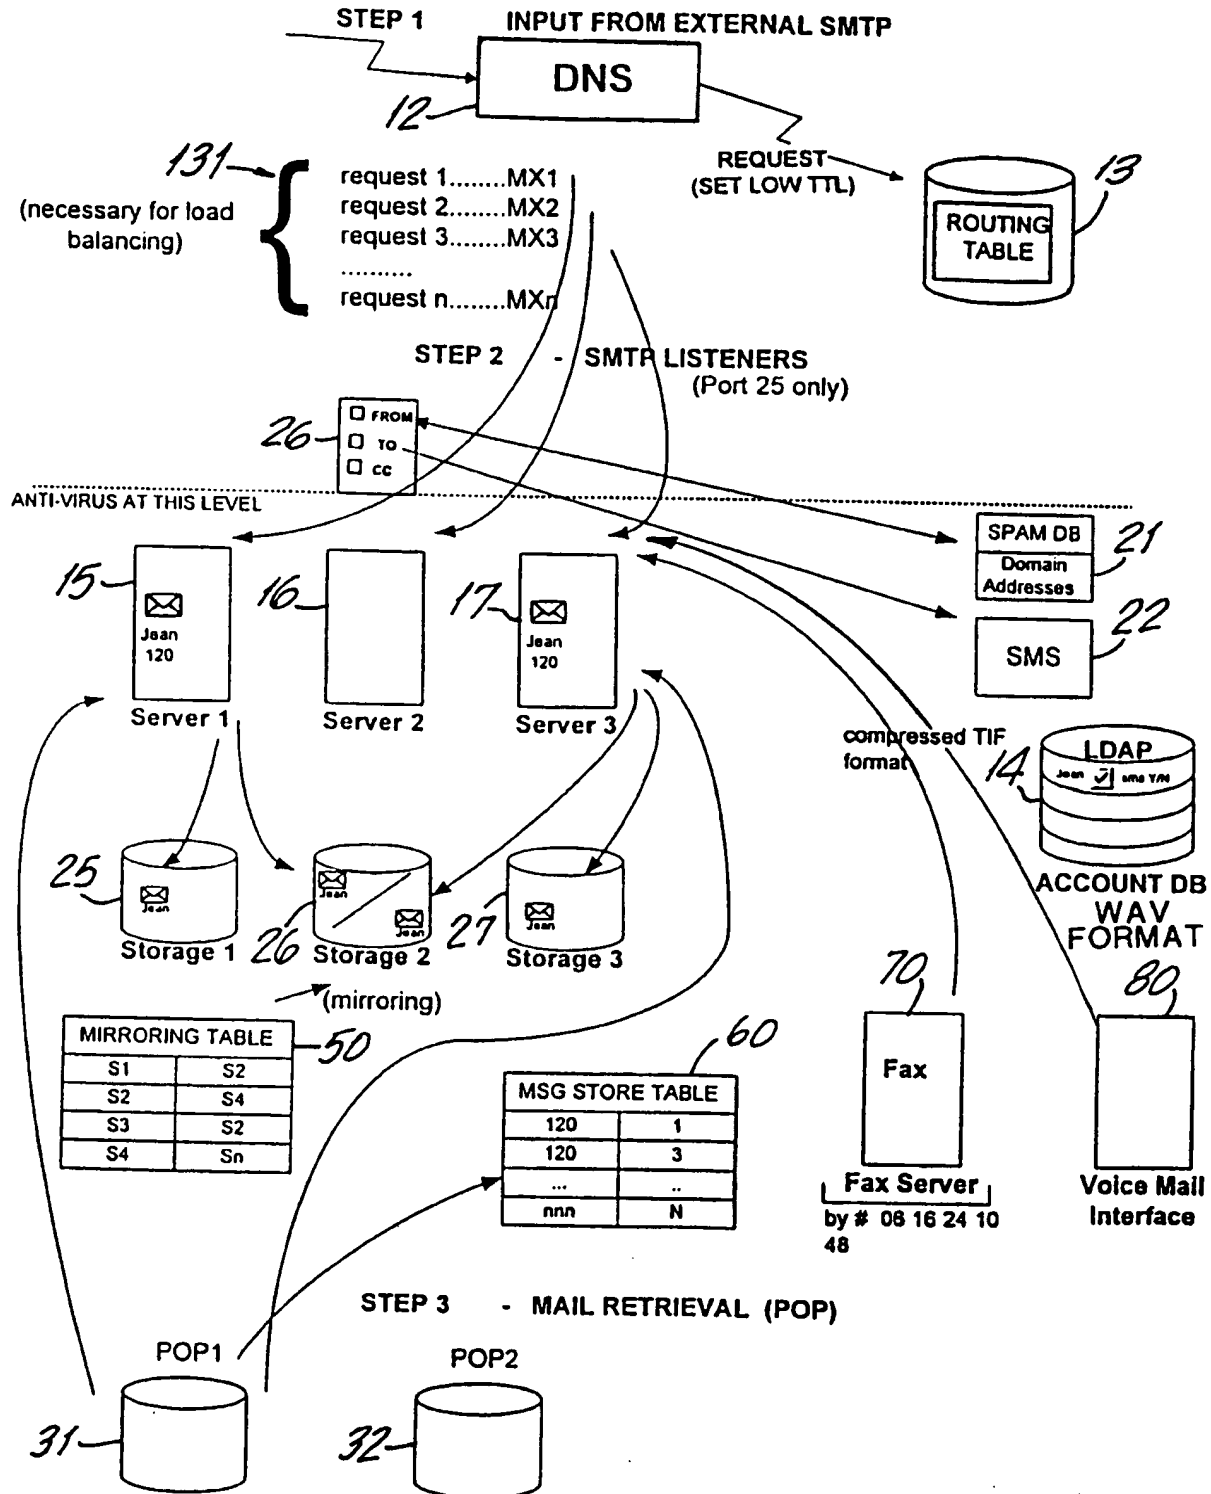 STEP 1 INPUT FROM EXTERNAL SMTP
DNS
12
131
(necessary for load
balancing)
request 1........MX1
request 2........MX2
request 3........MX3
..........
request n........MXn
REQUEST
(SET LOW TTL)
13
ROUTING
TABLE
STEP 2 - SMTP LISTENERS
(Port 25 only)
26
FROM
TO
CC
ANTI-VIRUS AT THIS LEVEL
SPAM DB
Domain
Addresses
21
SMS
22
15
Jean
120
Server 1
16
Server 2
17
Jean
120
Server 3
compressed TIF
format
14
LDAP
Jean sms Y/N
ACCOUNT DB
WAV
FORMAT
25
Jean
Storage 1
26
Jean
Jean
Storage 2
(mirroring)
27
Jean
Storage 3
MIRRORING TABLE
S1 S2
S2 S4
S3 S2
S4 Sn
50
60
MSG STORE TABLE
120 1
120 3
... ..
nnn N
70
Fax
Fax Server
by # 08 16 24 10
48
80
Voice Mail
Interface
STEP 3 - MAIL RETRIEVAL (POP)
POP1
31
POP2
32